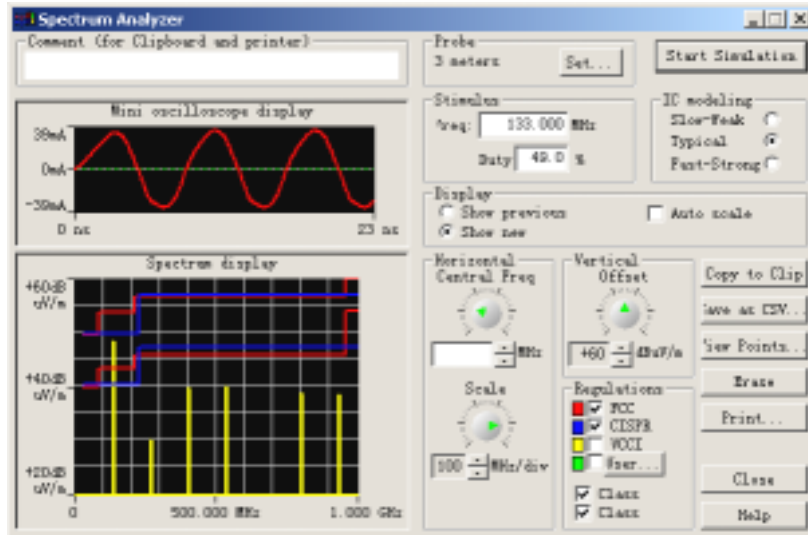 Spectrum Analyzer
Comment (for Clipboard and printer)
Probe
3 meters
Set...
Start Simulation
Mini oscilloscope display
39mA
0mA
-39mA
0 ns
23 ns
Stimulus
Freq: 133.000 MHz
Duty 49.0 %
IC modeling
Slow-Weak
Typical
Fast-Strong
Display
Show previous
Show new
Auto scale
Spectrum display
+60dB
uV/m
+40dB
uV/m
+20dB
uV/m
0
500.000 MHz
1.000 GHz
Horizontal
Central Freq
MHz
Scale
100 MHz/div
Vertical
Offset
+60 dBuV/m
Regulations
FCC
CISPR
VCCI
User...
Class
Class
Copy to Clip
Save as CSV...
View Points...
Erase
Print...
Close
Help